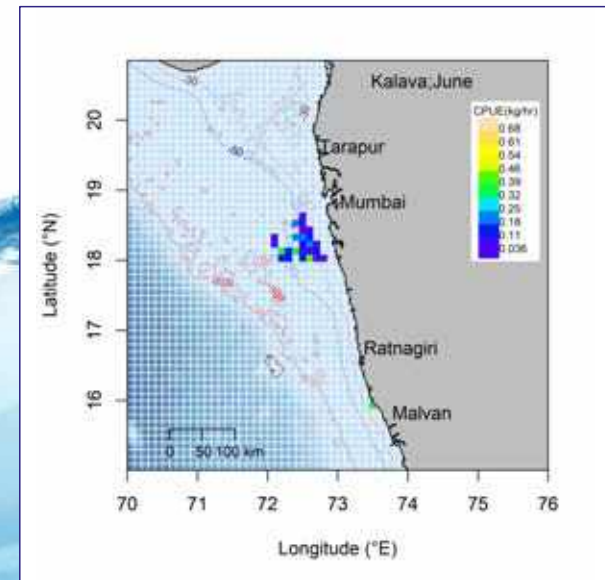 Kalava;June
CPUE(kg/hr)
0.68
0.61
0.54
0.46
0.39
0.32
0.25
0.18
0.11
0.036
Tarapur
Mumbai
Ratnagiri
Malvan
20
19
18
17
16
Latitude (°N)
0 50 100 km
70 71 72 73 74 75 76
Longitude (°E)